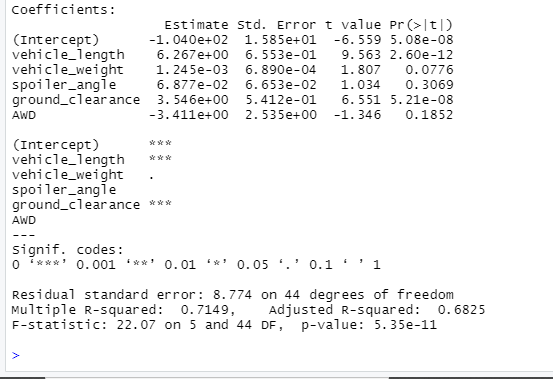 Coefficients:
                  Estimate Std. Error t value Pr(>|t|)
(Intercept)     -1.040e+02  1.585e+01  -6.559 5.08e-08
vehicle_length   6.267e+00  6.553e-01   9.563 2.60e-12
vehicle_weight   1.245e-03  6.890e-04   1.807   0.0776
spoiler_angle    6.877e-02  6.653e-02   1.034   0.3069
ground_clearance 3.546e+00  5.412e-01   6.551 5.21e-08
AWD             -3.411e+00  2.535e+00  -1.346   0.1852

(Intercept)      ***
vehicle_length   ***
vehicle_weight   .
spoiler_angle
ground_clearance ***
AWD
---
Signif. codes:
0 ‘***’ 0.001 ‘**’ 0.01 ‘*’ 0.05 ‘.’ 0.1 ‘ ’ 1

Residual standard error: 8.774 on 44 degrees of freedom
Multiple R-squared:  0.7149,    Adjusted R-squared:  0.6825
F-statistic: 22.07 on 5 and 44 DF,  p-value: 5.35e-11

>